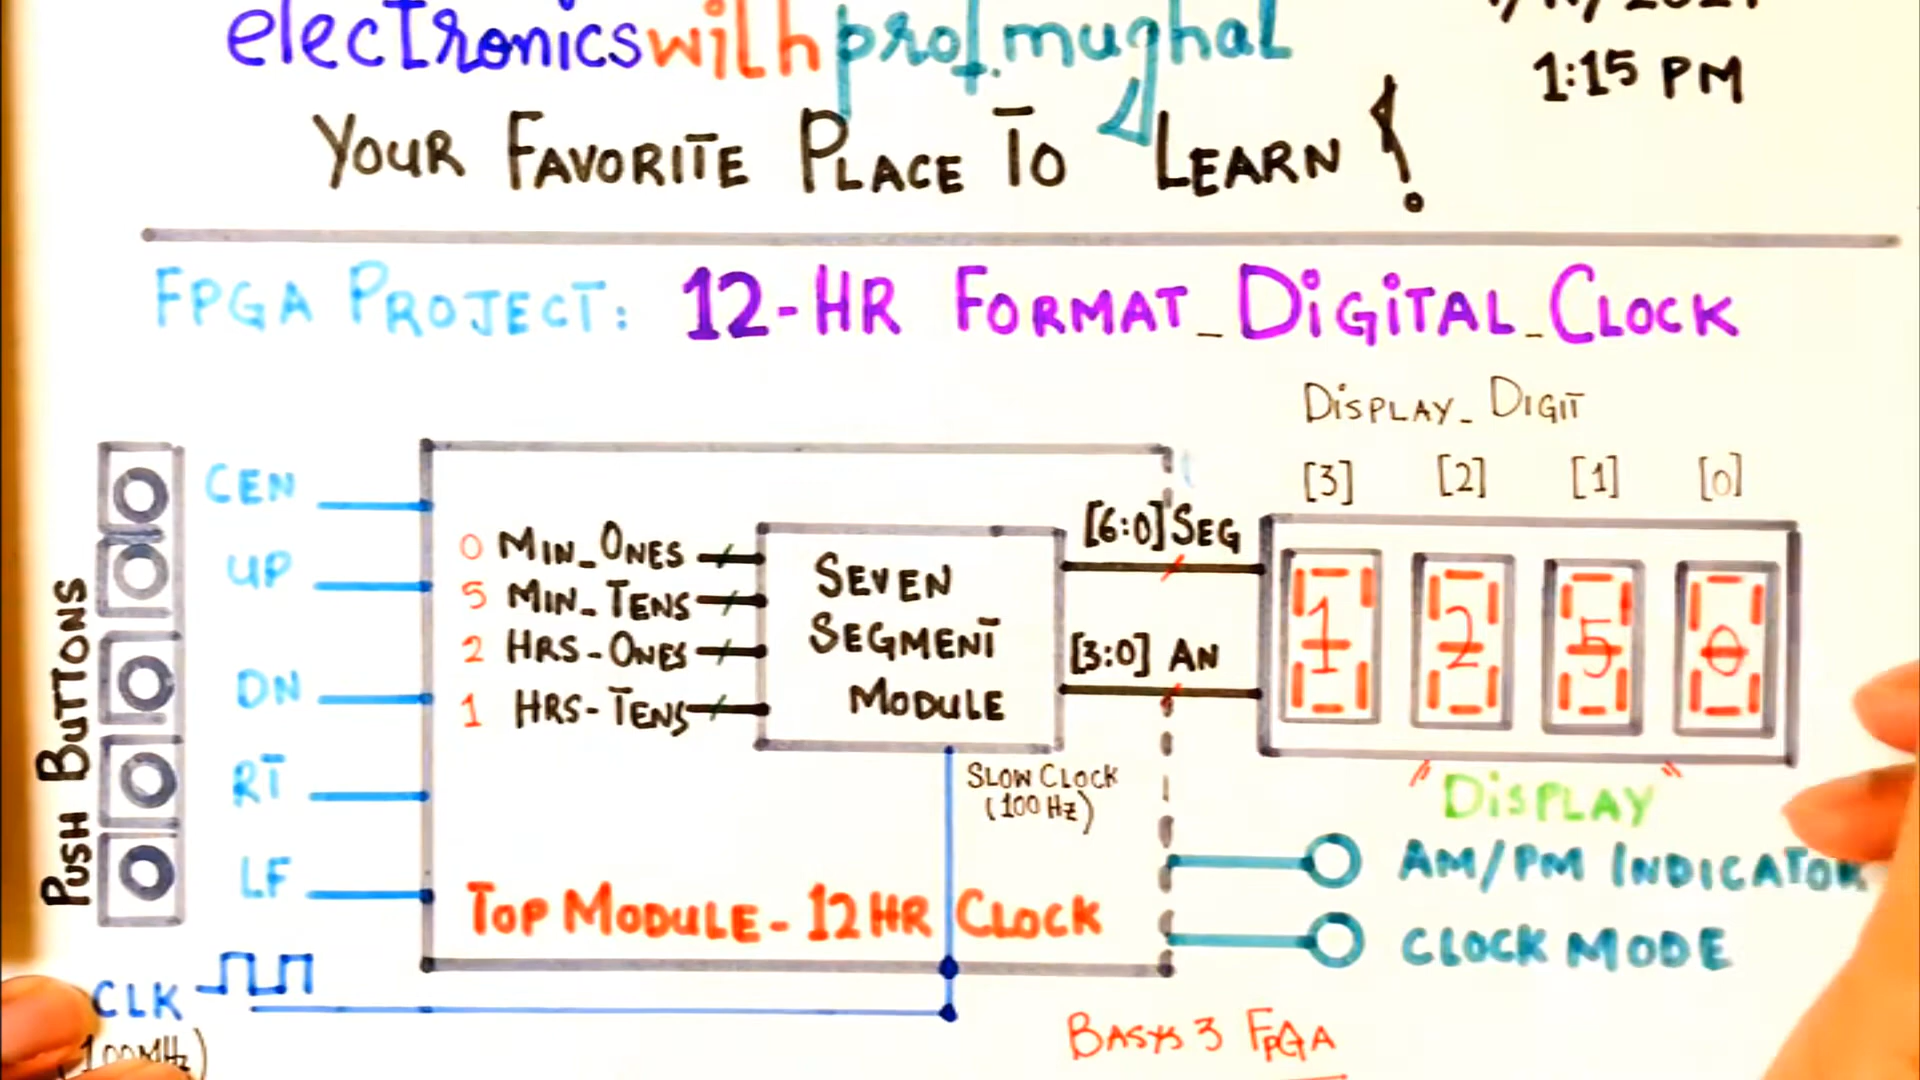 electronicswithprof.mughal
1:15 PM
YOUR FAVORITE PLACE TO LEARN!
FPGA PROJECT: 12-HR FORMAT_DIGITAL_CLOCK
DISPLAY_DIGIT
[3] [2] [1] [0]
PUSH BUTTONS
CEN
UP
DN
RT
LF
CLK
(100MHz)
0 MIN_ONES
5 MIN_TENS
2 HRS-ONES
1 HRS-TENS
SEVEN
SEGMENT
MODULE
[6:0] SEG
[3:0] AN
1 2 5 0
SLOW CLOCK
(100 Hz)
"DISPLAY"
AM/PM INDICATOR
CLOCK MODE
TOP MODULE - 12 HR CLOCK
BASYS 3 FPGA